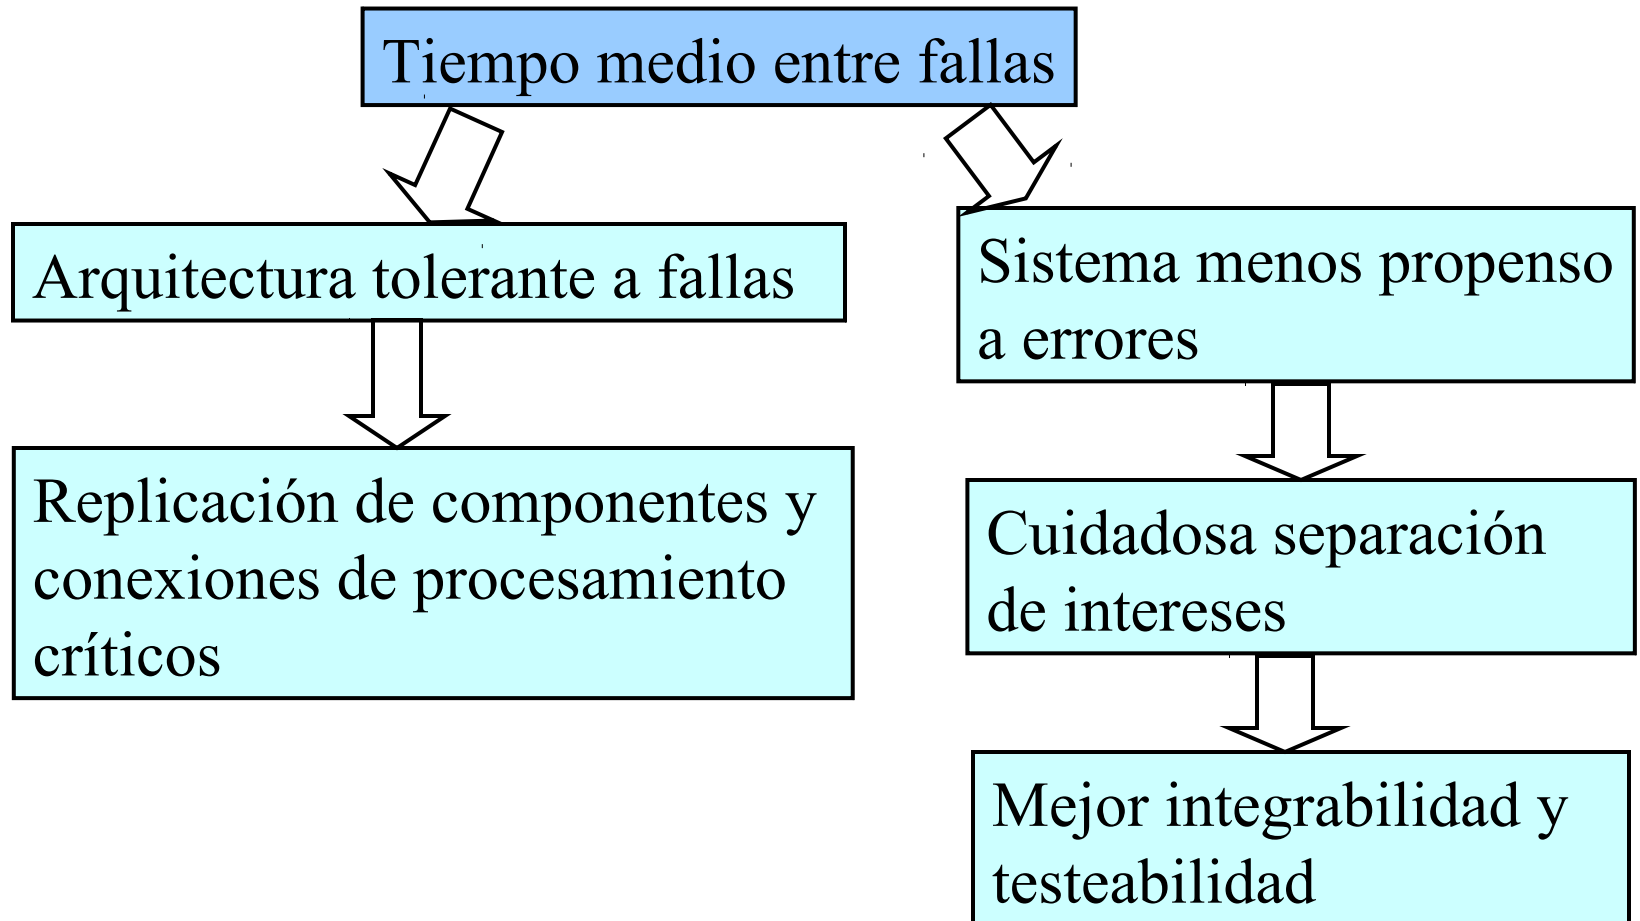 Tiempo medio entre fallas
Arquitectura tolerante a fallas
Sistema menos propenso
a errores
Replicación de componentes y
conexiones de procesamiento
críticos
Cuidadosa separación
de intereses
Mejor integrabilidad y
testeabilidad